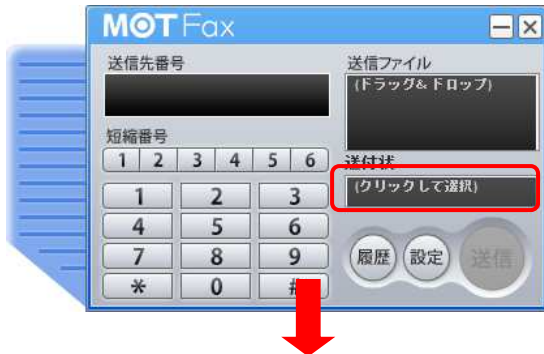 MOT Fax
送信先番号
送信ファイル
(ドラッグ& ドロップ)
短縮番号
1 2 3 4 5 6
送付状
(クリックして選択)
1 2 3
4 5 6
7 8 9
* 0 #
履歴 設定 送信